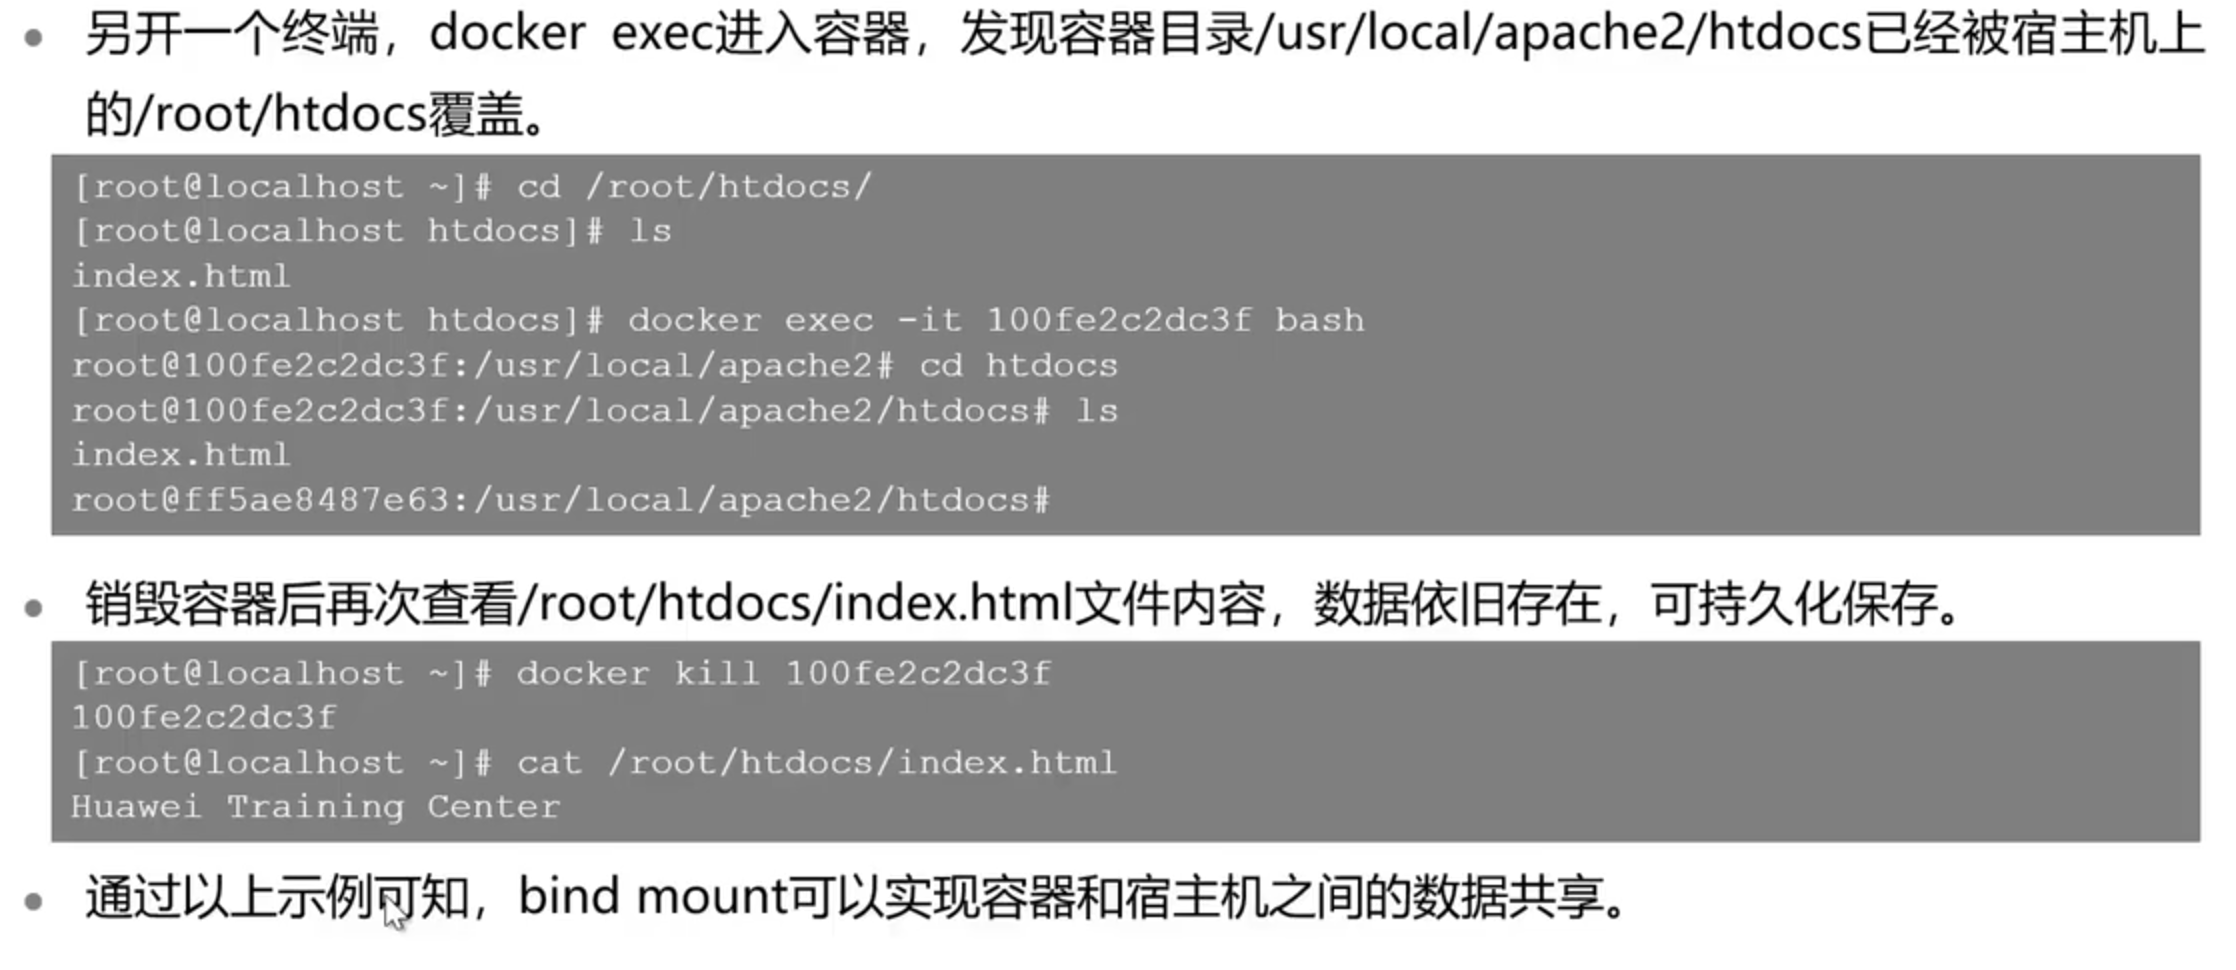 另开一个终端，docker exec进入容器，发现容器目录/usr/local/apache2/htdocs已经被宿主机上
的/root/htdocs覆盖。
[root@localhost ~]# cd /root/htdocs/
[root@localhost htdocs]# ls
index.html
[root@localhost htdocs]# docker exec -it 100fe2c2dc3f bash
root@100fe2c2dc3f:/usr/local/apache2# cd htdocs
root@100fe2c2dc3f:/usr/local/apache2/htdocs# ls
index.html
root@ff5ae8487e63:/usr/local/apache2/htdocs#
销毁容器后再次查看/root/htdocs/index.html文件内容，数据依旧存在，可持久化保存。
[root@localhost ~]# docker kill 100fe2c2dc3f
100fe2c2dc3f
[root@localhost ~]# cat /root/htdocs/index.html
Huawei Training Center
通过以上示例可知，bind mount可以实现容器和宿主机之间的数据共享。